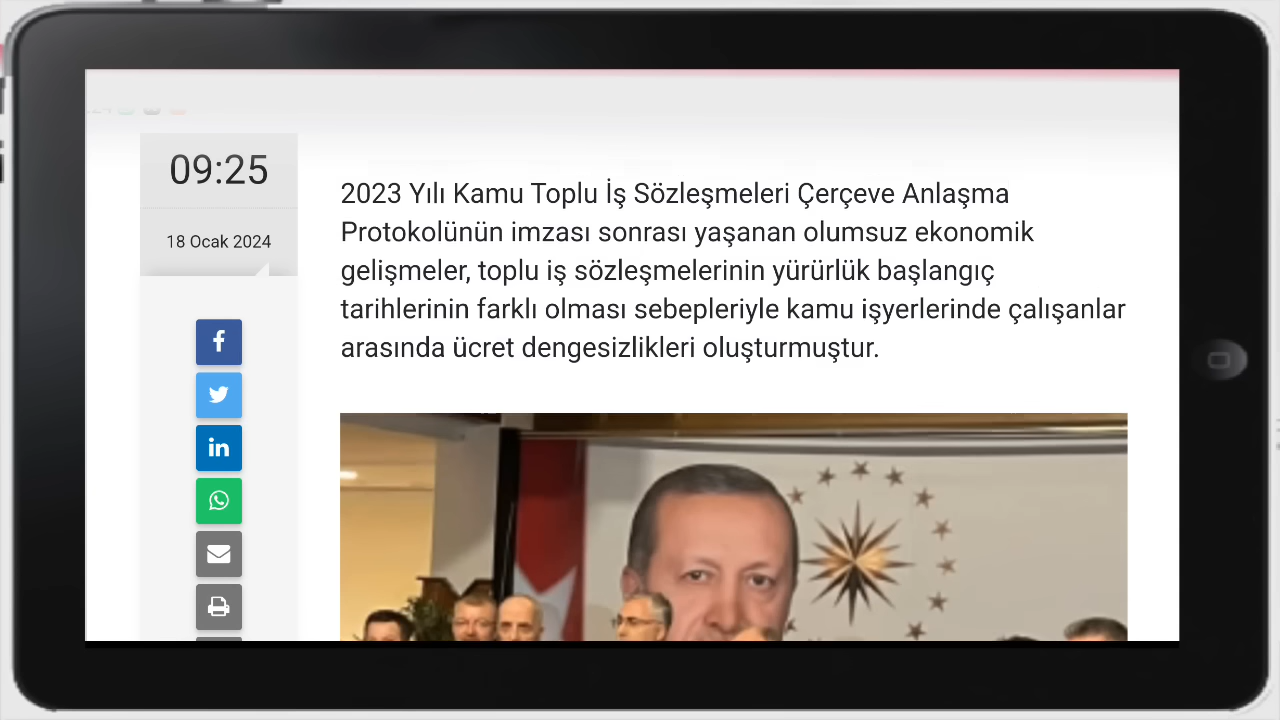 09:25
18 Ocak 2024
2023 Yılı Kamu Toplu İş Sözleşmeleri Çerçeve Anlaşma
Protokolünün imzası sonrası yaşanan olumsuz ekonomik
gelişmeler, toplu iş sözleşmelerinin yürürlük başlangıç
tarihlerinin farklı olması sebepleriyle kamu işyerlerinde çalışanlar
arasında ücret dengesizlikleri oluşturmuştur.